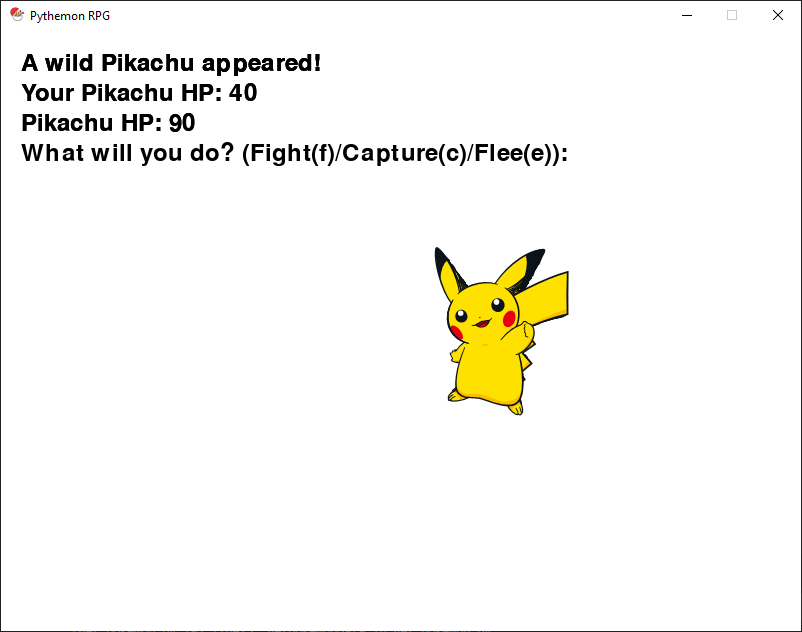 Pythemon RPG
A wild Pikachu appeared!
Your Pikachu HP: 40
Pikachu HP: 90
What will you do? (Fight(f)/Capture(c)/Flee(e)):